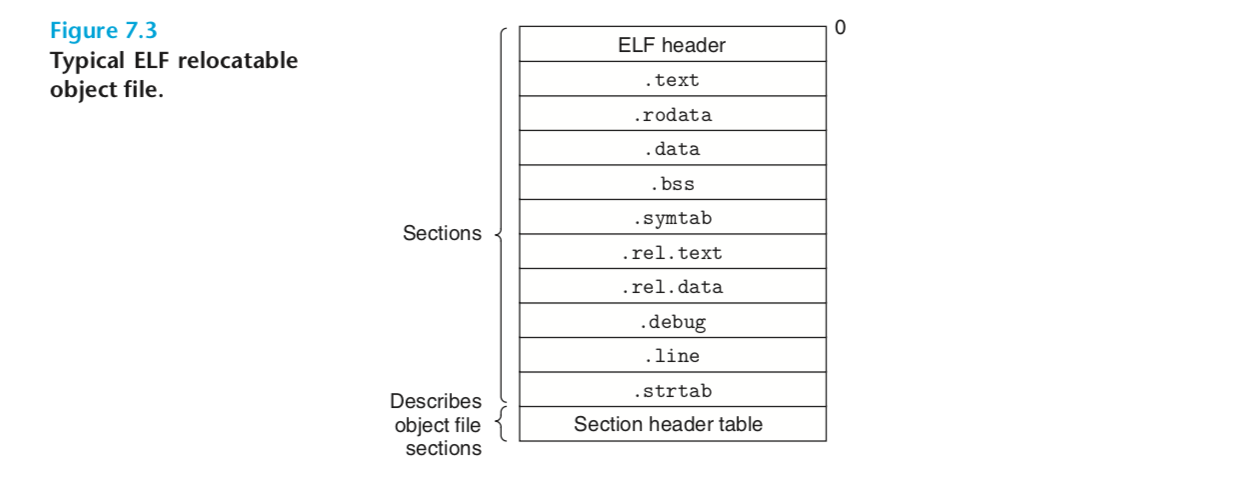 Figure 7.3
Typical ELF relocatable
object file.
0
ELF header
.text
.rodata
.data
.bss
.symtab
.rel.text
.rel.data
.debug
.line
.strtab
Section header table
Sections
Describes
object file
sections